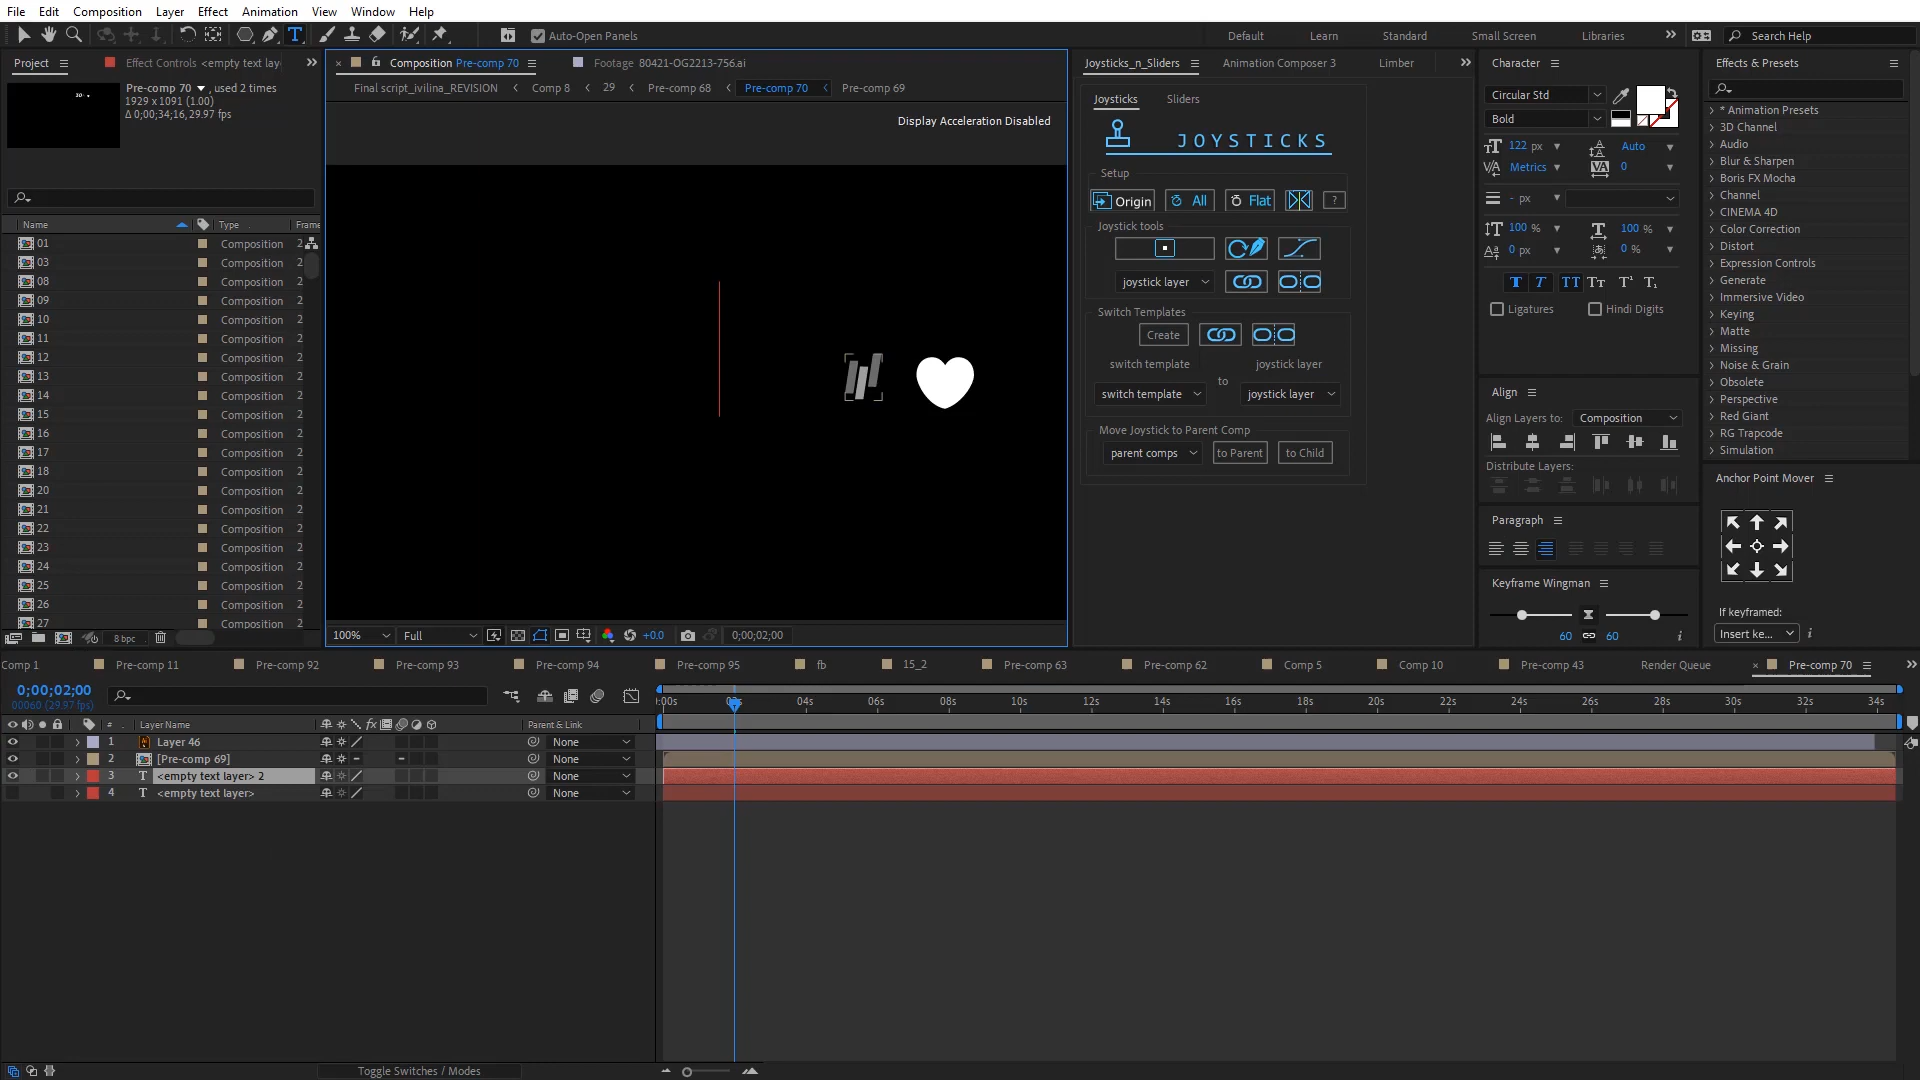 File Edit Composition Layer Effect Animation View Window Help
Auto-Open Panels Default Learn Standard Small Screen Libraries Search Help
Project Effect Controls <empty text lay
Pre-comp 70 , used 2 times
1929 x 1091 (1.00)
Δ 0;00;34;16, 29.97 fps
Name Type Frame
01 Composition 2
03 Composition 2
08 Composition 2
09 Composition 2
10 Composition 2
11 Composition 2
12 Composition 2
13 Composition 2
14 Composition 2
15 Composition 2
16 Composition 2
17 Composition 2
18 Composition 2
20 Composition 2
21 Composition 2
22 Composition 2
23 Composition 2
24 Composition 2
25 Composition 2
26 Composition 2
27 Composition 2
8 bpc
Composition Pre-comp 70 Footage 80421-OG2213-756.ai
Final script_ivilina_REVISION Comp 8 29 Pre-comp 68 Pre-comp 70 Pre-comp 69
Display Acceleration Disabled
100% Full +0.0 0;00;02;00
Joysticks_n_Sliders Animation Composer 3 Limber
Joysticks Sliders
JOYSTICKS
Setup
Origin All Flat ?
Joystick tools
joystick layer
Switch Templates
Create
switch template joystick layer
to
switch template joystick layer
Move Joystick to Parent Comp
parent comps to Parent to Child
Character
Circular Std
Bold
122 px Auto
Metrics 0
- px
100 % 100 %
0 px 0 %
T T TT Tт T¹ T₁
Ligatures Hindi Digits
Align
Align Layers to: Composition
Distribute Layers:
Paragraph
Keyframe Wingman
60 60 i
Effects & Presets
* Animation Presets
3D Channel
Audio
Blur & Sharpen
Boris FX Mocha
Channel
CINEMA 4D
Color Correction
Distort
Expression Controls
Generate
Immersive Video
Keying
Matte
Missing
Noise & Grain
Obsolete
Perspective
Red Giant
RG Trapcode
Simulation
Anchor Point Mover
If keyframed:
Insert ke... i
Comp 1 Pre-comp 11 Pre-comp 92 Pre-comp 93 Pre-comp 94 Pre-comp 95 fb 15_2 Pre-comp 63 Pre-comp 62 Comp 5 Comp 10 Pre-comp 43 Render Queue Pre-comp 70
0;00;02;00
00060 (29.97 fps)
# Layer Name fx Parent & Link
:00s 04s 06s 08s 10s 12s 14s 16s 18s 20s 22s 24s 26s 28s 30s 32s 34s
1 Layer 46 None
2 [Pre-comp 69] None
3 T <empty text layer> 2 None
4 T <empty text layer> None
Toggle Switches / Modes